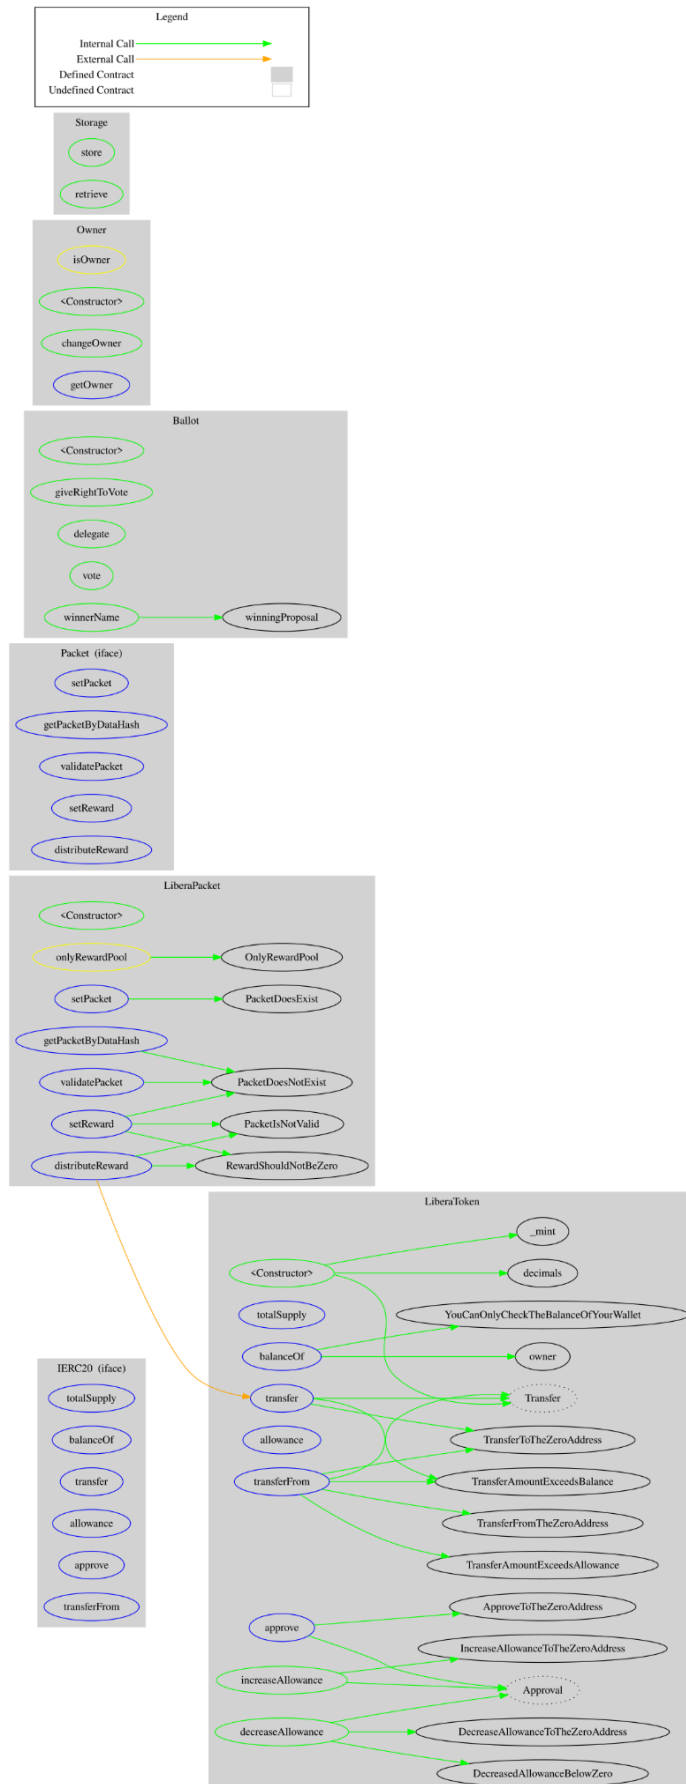 Legend
Internal Call
External Call
Defined Contract
Undefined Contract
Storage
store
retrieve
Owner
isOwner
<Constructor>
changeOwner
getOwner
Ballot
<Constructor>
giveRightToVote
delegate
vote
winnerName
winningProposal
Packet (iface)
setPacket
getPacketByDataHash
validatePacket
setReward
distributeReward
LiberaPacket
<Constructor>
onlyRewardPool
OnlyRewardPool
setPacket
PacketDoesExist
getPacketByDataHash
validatePacket
PacketDoesNotExist
setReward
PacketIsNotValid
distributeReward
RewardShouldNotBeZero
LiberaToken
_mint
<Constructor>
decimals
totalSupply
YouCanOnlyCheckTheBalanceOfYourWallet
balanceOf
owner
transfer
Transfer
allowance
TransferToTheZeroAddress
transferFrom
TransferAmountExceedsBalance
TransferFromTheZeroAddress
TransferAmountExceedsAllowance
approve
ApproveToTheZeroAddress
IncreaseAllowanceToTheZeroAddress
increaseAllowance
Approval
decreaseAllowance
DecreaseAllowanceToTheZeroAddress
DecreasedAllowanceBelowZero
IERC20 (iface)
totalSupply
balanceOf
transfer
allowance
approve
transferFrom